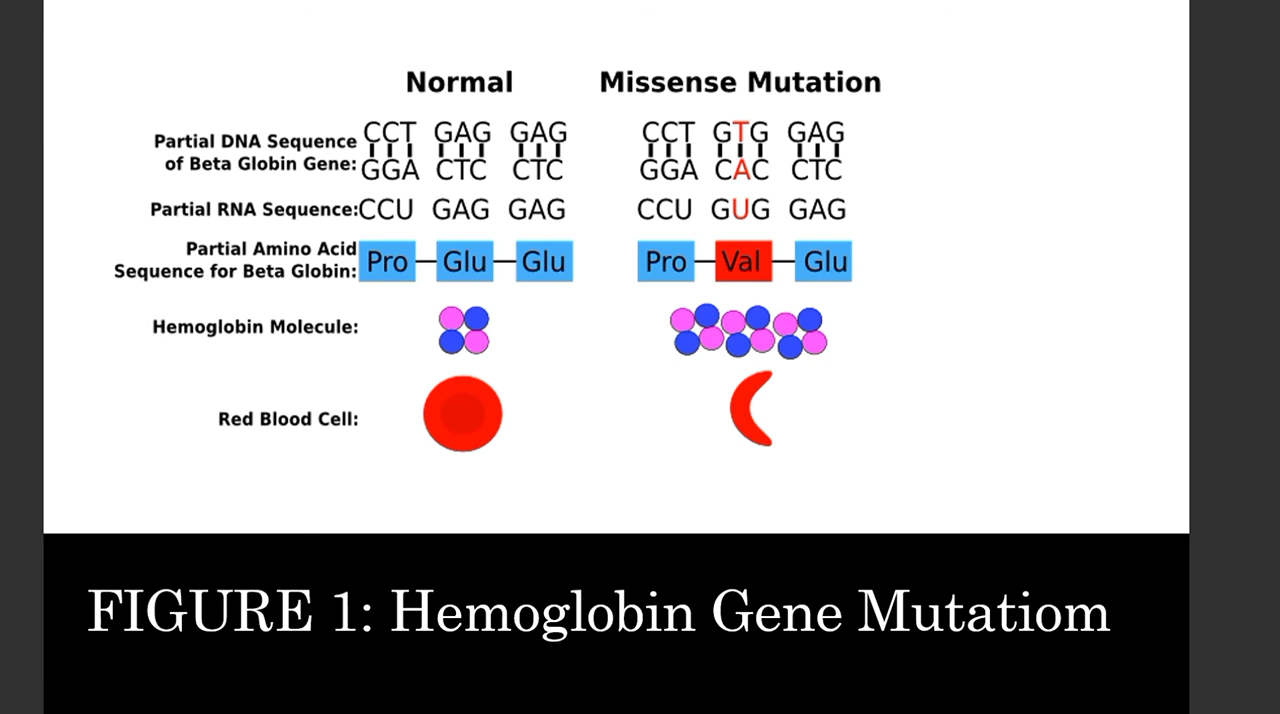 Normal Missense Mutation
Partial DNA Sequence
of Beta Globin Gene:
CCT GAG GAG CCT GTG GAG
GGA CTC CTC GGA CAC CTC
Partial RNA Sequence: CCU GAG GAG CCU GUG GAG
Partial Amino Acid
Sequence for Beta Globin:
Pro Glu Glu Pro Val Glu
Hemoglobin Molecule:
Red Blood Cell:
FIGURE 1: Hemoglobin Gene Mutatiom